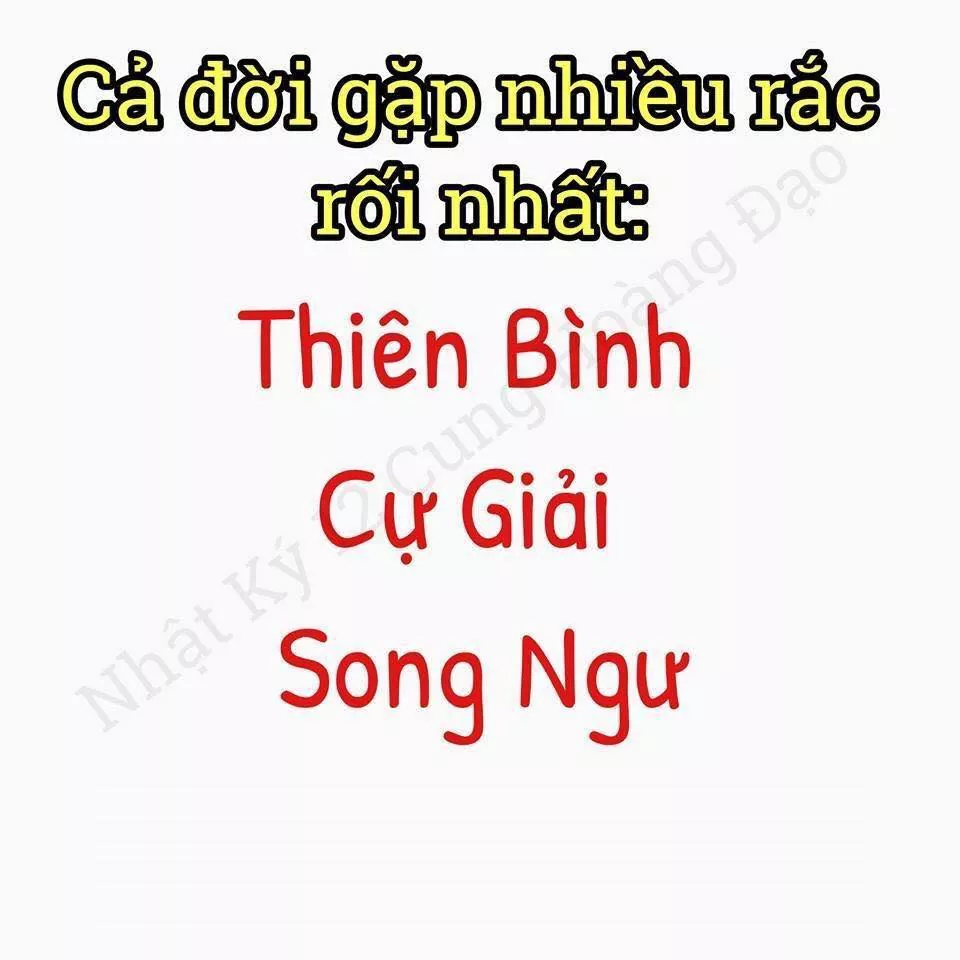 Cả đời gặp nhiều rắc
rối nhất:
Thiên Bình
Cự Giải
Song Ngư
Nhật Ký 12 Cung Hoàng Đạo